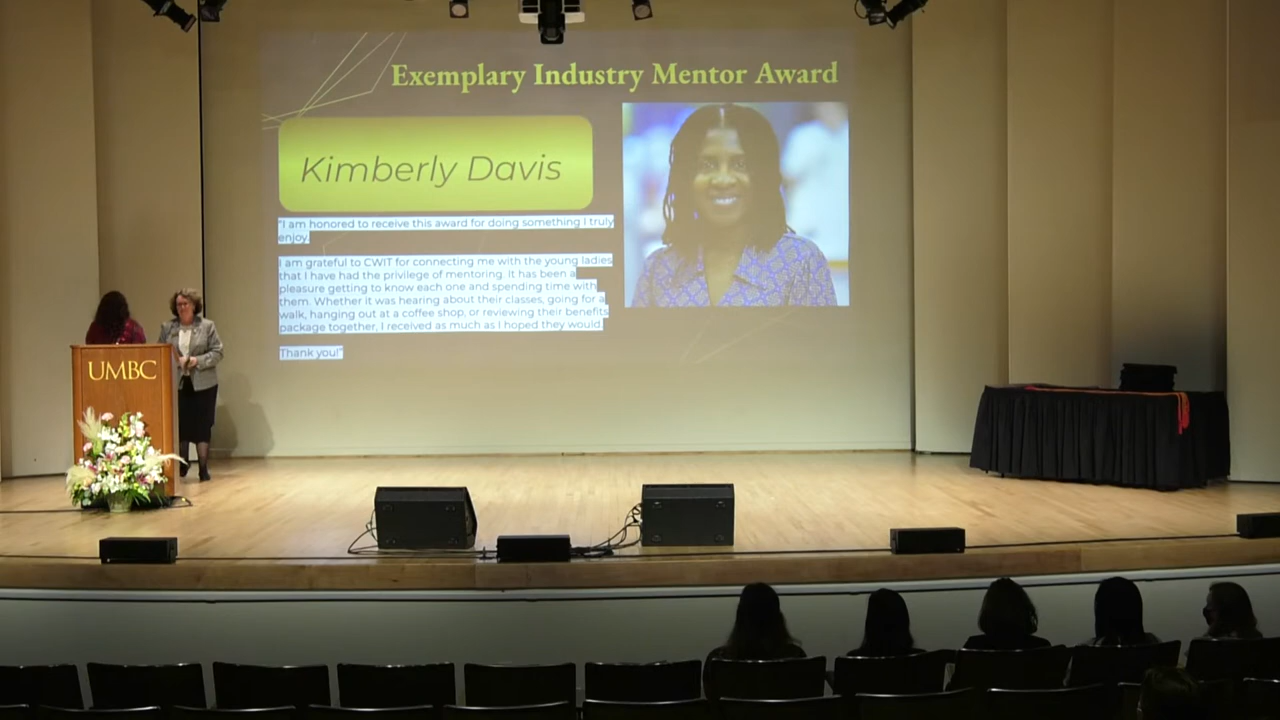 Exemplary Industry Mentor Award
Kimberly Davis
"I am honored to receive this award for doing something I truly
enjoy.
I am grateful to CWIT for connecting me with the young ladies
that I have had the privilege of mentoring. It has been a
pleasure getting to know each one and spending time with
them. Whether it was hearing about their classes, going for a
walk, hanging out at a coffee shop, or reviewing their benefits
package together, I received as much as I hoped they would.
Thank you!"
UMBC